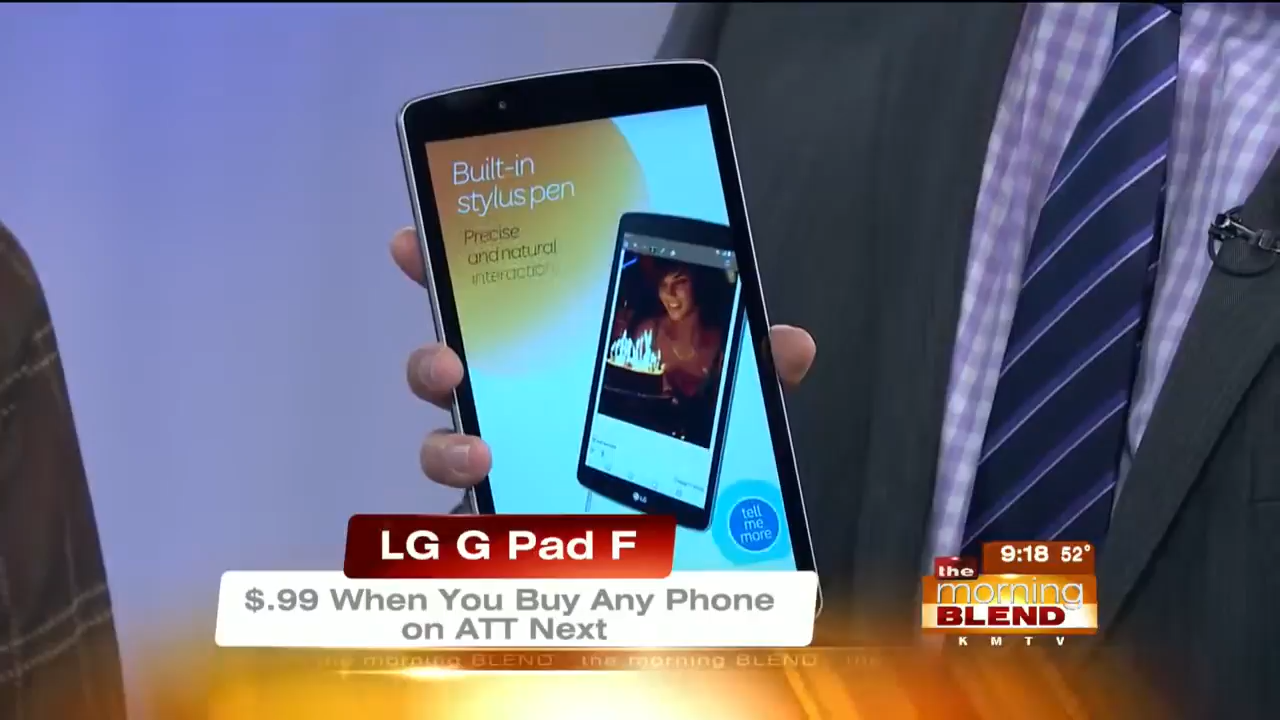 Built-in
stylus pen
Precise
and natural
interaction
LG
tell
me
more
LG G Pad F
$.99 When You Buy Any Phone
on ATT Next
9:18 52°
the
morning
BLEND
KMTV
the morning BLEND the morning BLEND the